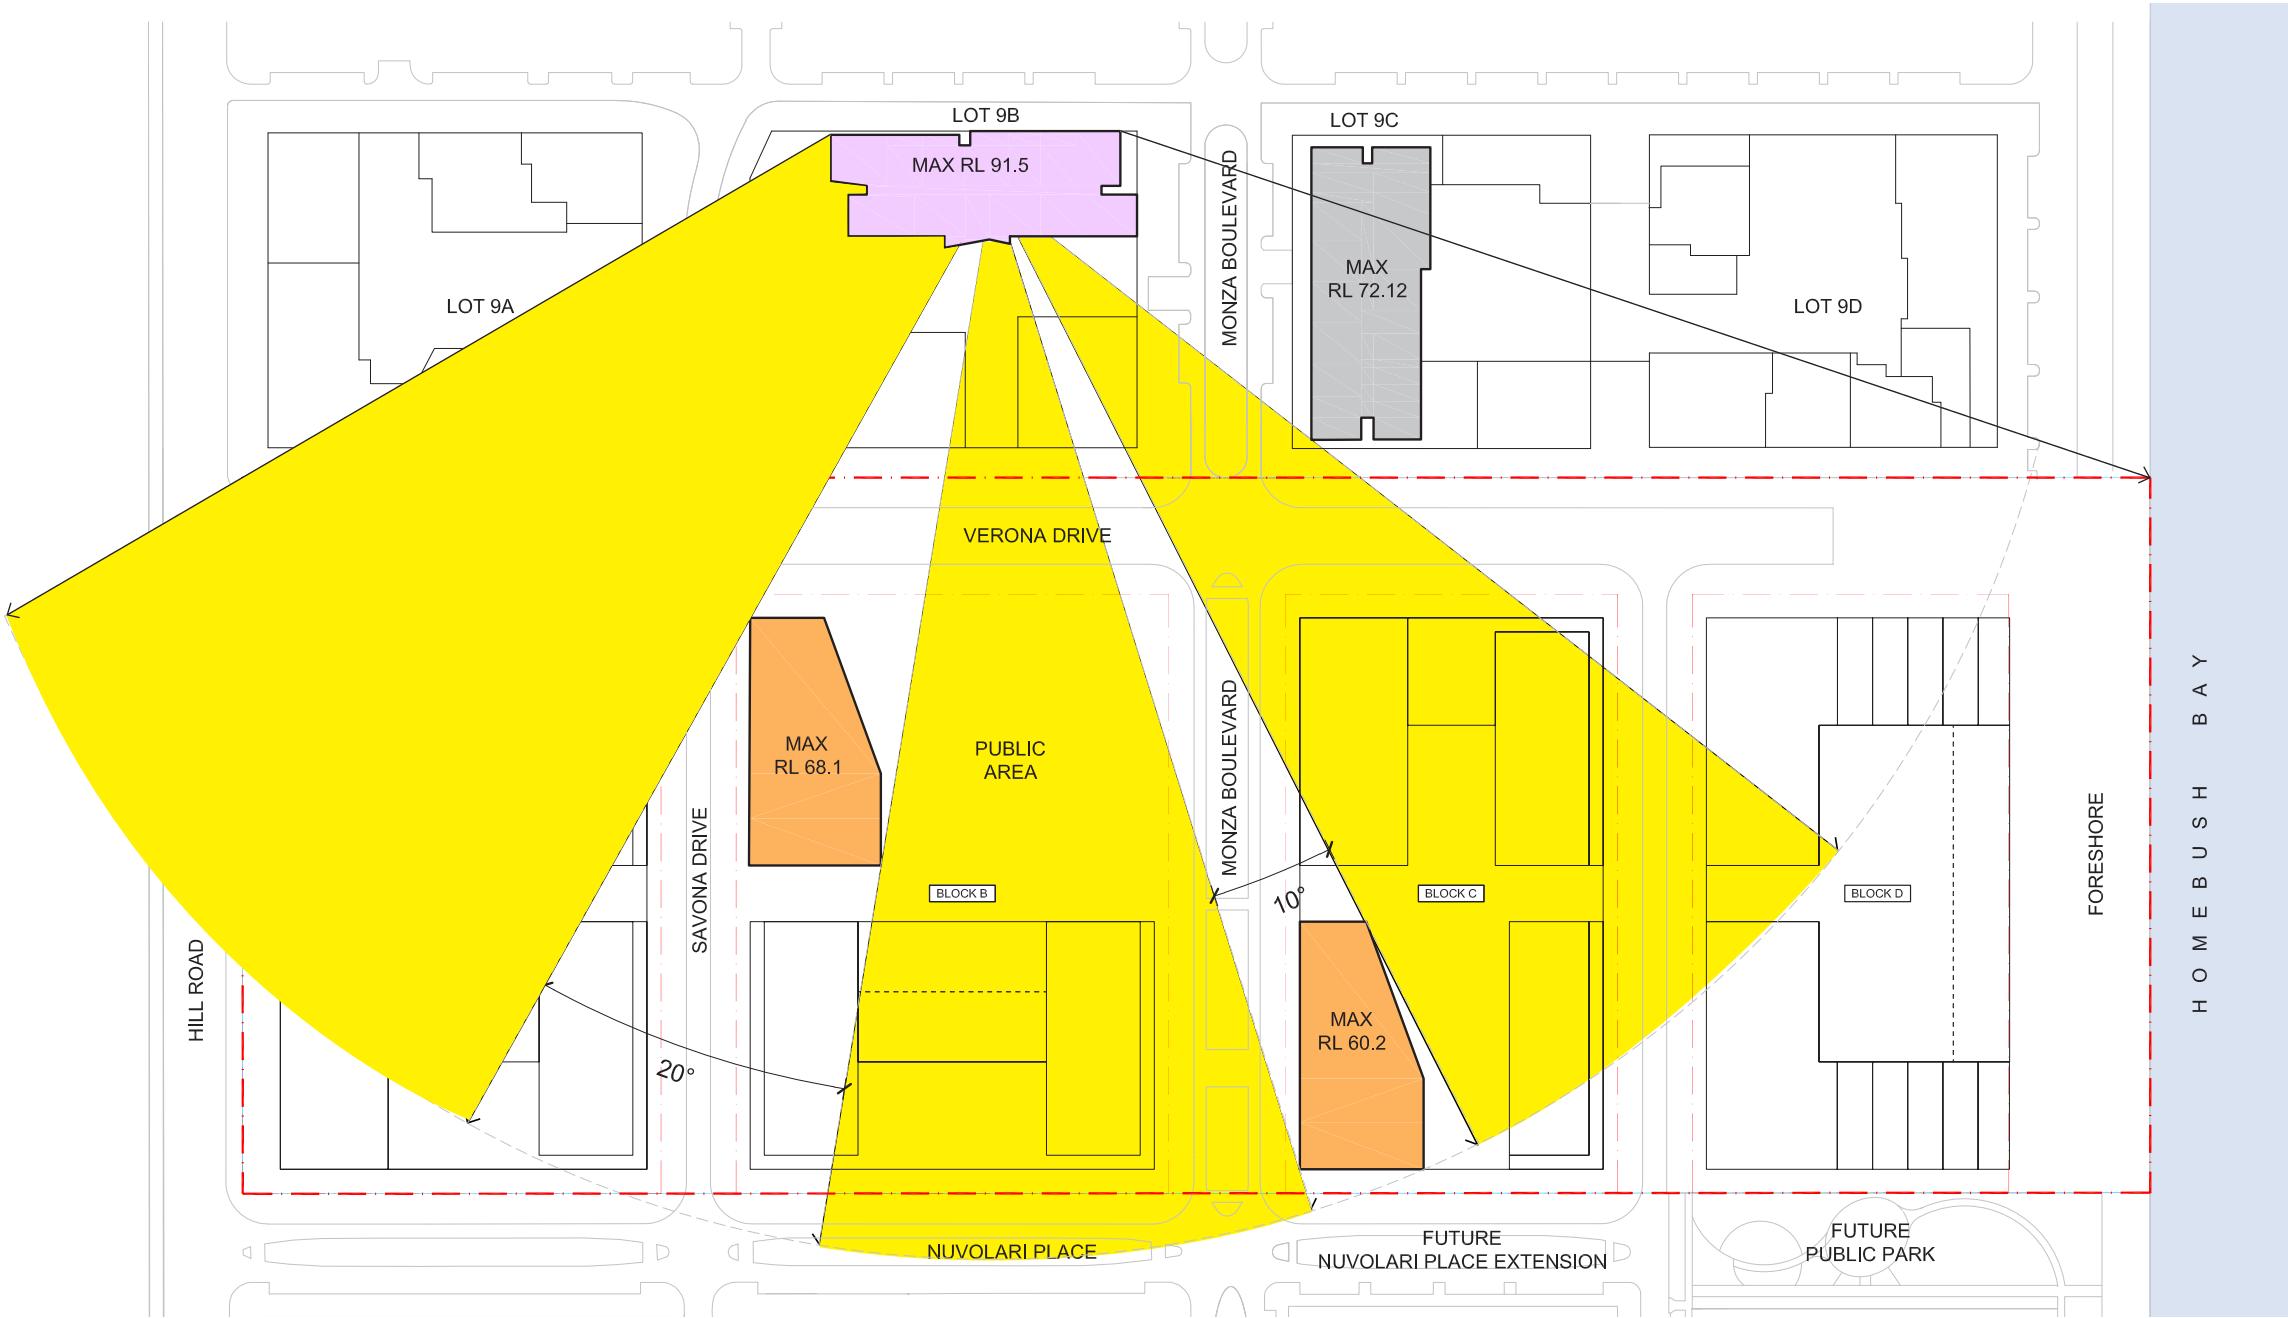 LOT 9B
LOT 9C
MAX RL 91.5
MONZA BOULEVARD
MAX
RL 72.12
LOT 9A
LOT 9D
VERONA DRIVE
MAX
RL 68.1
PUBLIC
AREA
MONZA BOULEVARD
SAVONA DRIVE
BLOCK B
10°
BLOCK C
BLOCK D
FORESHORE
HOMEBUSH BAY
HILL ROAD
20°
MAX
RL 60.2
NUVOLARI PLACE
FUTURE
NUVOLARI PLACE EXTENSION
FUTURE
PUBLIC PARK